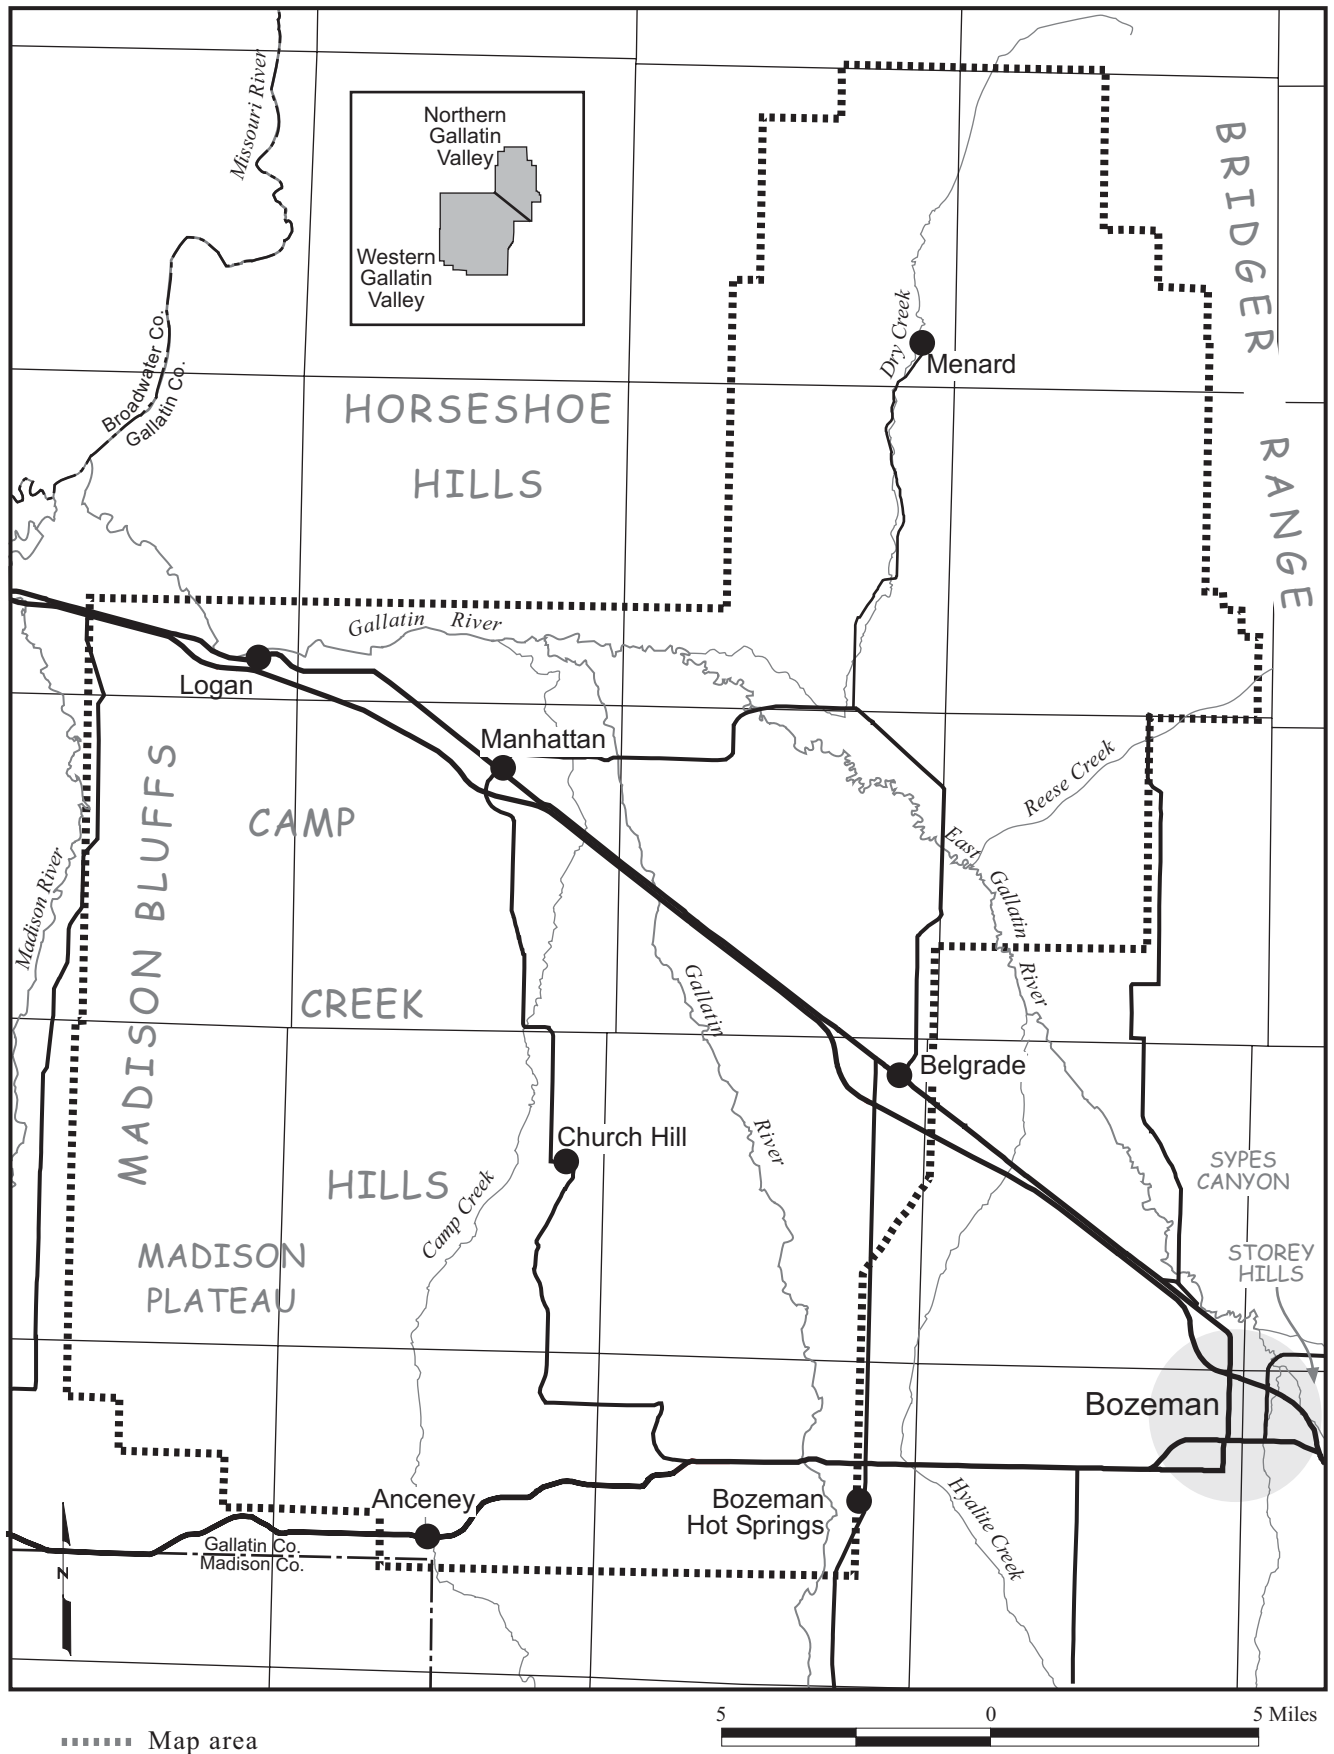 Missouri River
Northern
Gallatin
Valley
Western
Gallatin
Valley
BRIDGER
RANGE
Broadwater Co.
Gallatin Co.
Dry Creek
Menard
HORSESHOE
HILLS
Gallatin River
Logan
Manhattan
MADISON BLUFFS
CAMP
CREEK
HILLS
Reese Creek
East
Gallatin
River
Madison River
Gallatin
River
Belgrade
Church Hill
Camp Creek
SYPES
CANYON
STOREY
HILLS
MADISON
PLATEAU
Bozeman
Anceney
Bozeman
Hot Springs
Hyalite Creek
Gallatin Co.
Madison Co.
N
5 0 5 Miles
Map area